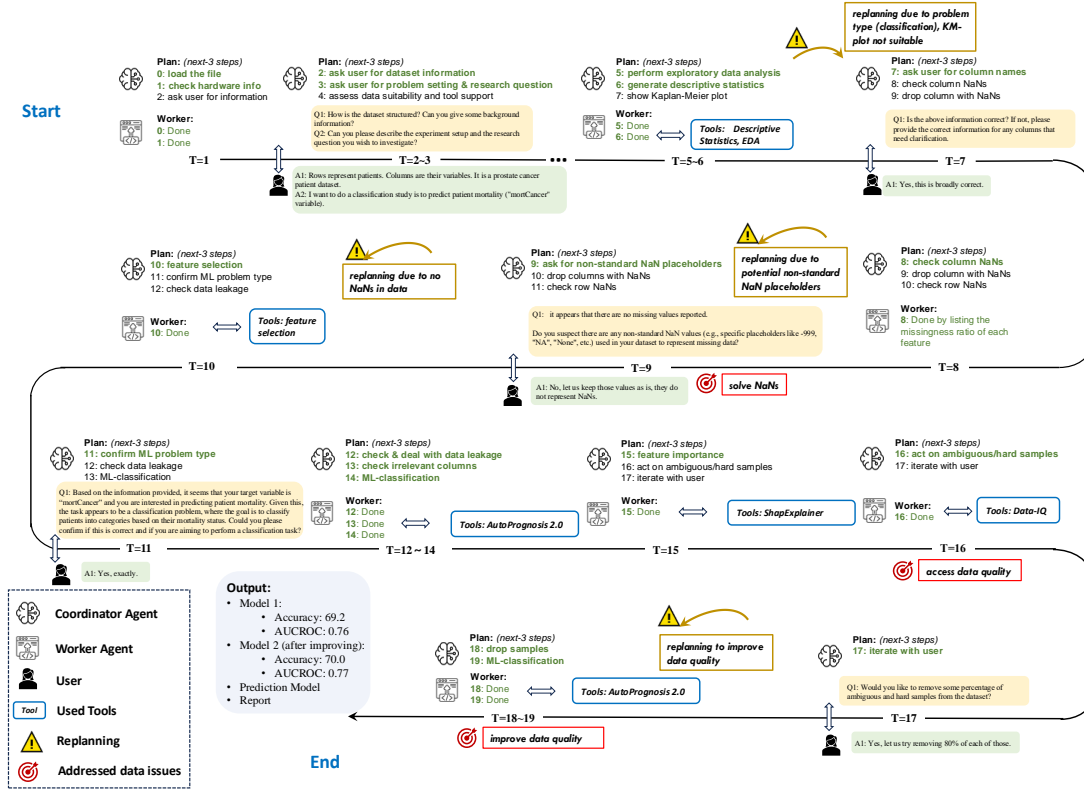 Start
Plan: (next-3 steps)
0: load the file
1: check hardware info
2: ask user for information
Worker:
0: Done
1: Done
T=1
Plan: (next-3 steps)
2: ask user for dataset information
3: ask user for problem setting & research question
4: assess data suitability and tool support
Q1: How is the dataset structured? Can you give some background
information?
Q2: Can you please describe the experiment setup and the research
question you wish to investigate?
T=2~3
A1: Rows represent patients. Columns are their variables. It is a prostate cancer
patient dataset.
A2: I want to do a classification study is to predict patient mortality ("mortCancer"
variable).
...
Plan: (next-3 steps)
5: perform exploratory data analysis
6: generate descriptive statistics
7: show Kaplan-Meier plot
Worker:
5: Done
6: Done
Tools: Descriptive
Statistics, EDA
T=5~6
replanning due to problem
type (classification), KM-
plot not suitable
Plan: (next-3 steps)
7: ask user for column names
8: check column NaNs
9: drop column with NaNs
Q1: Is the above information correct? If not, please
provide the correct information for any columns that
need clarification.
T=7
A1: Yes, this is broadly correct.
Plan: (next-3 steps)
10: feature selection
11: confirm ML problem type
12: check data leakage
Worker:
10: Done
Tools: feature
selection
T=10
replanning due to no
NaNs in data
Plan: (next-3 steps)
9: ask for non-standard NaN placeholders
10: drop columns with NaNs
11: check row NaNs
Q1: it appears that there are no missing values reported.
Do you suspect there are any non-standard NaN values (e.g., specific placeholders like -999,
"NA", "None", etc.) used in your dataset to represent missing data?
T=9
A1: No, let us keep those values as is, they do
not represent NaNs.
solve NaNs
replanning due to
potential non-standard
NaN placeholders
Plan: (next-3 steps)
8: check column NaNs
9: drop column with NaNs
10: check row NaNs
Worker:
8: Done by listing the
missingness ratio of each
feature
T=8
Plan: (next-3 steps)
11: confirm ML problem type
12: check data leakage
13: ML-classification
Q1: Based on the information provided, it seems that your target variable is
"mortCancer" and you are interested in predicting patient mortality. Given this,
the task appears to be a classification problem, where the goal is to classify
patients into categories based on their mortality status. Could you please
confirm if this is correct and if you are aiming to perform a classification task?
T=11
A1: Yes, exactly.
Plan: (next-3 steps)
12: check & deal with data leakage
13: check irrelevant columns
14: ML-classification
Worker:
12: Done
13: Done
14: Done
Tools: AutoPrognosis 2.0
T=12~14
Plan: (next-3 steps)
15: feature importance
16: act on ambiguous/hard samples
17: iterate with user
Worker:
15: Done
Tools: ShapExplainer
T=15
Plan: (next-3 steps)
16: act on ambiguous/hard samples
17: iterate with user
Worker:
16: Done
Tools: Data-IQ
T=16
access data quality
Coordinator Agent
Worker Agent
User
Tool
Used Tools
Replanning
Addressed data issues
Output:
• Model 1:
• Accuracy: 69.2
• AUCROC: 0.76
• Model 2 (after improving):
• Accuracy: 70.0
• AUCROC: 0.77
• Prediction Model
• Report
End
Plan: (next-3 steps)
18: drop samples
19: ML-classification
Worker:
18: Done
19: Done
Tools: AutoPrognosis 2.0
T=18~19
improve data quality
replanning to improve
data quality
Plan: (next-3 steps)
17: iterate with user
Q1: Would you like to remove some percentage of
ambiguous and hard samples from the dataset?
T=17
A1: Yes, let us try removing 80% of each of those.